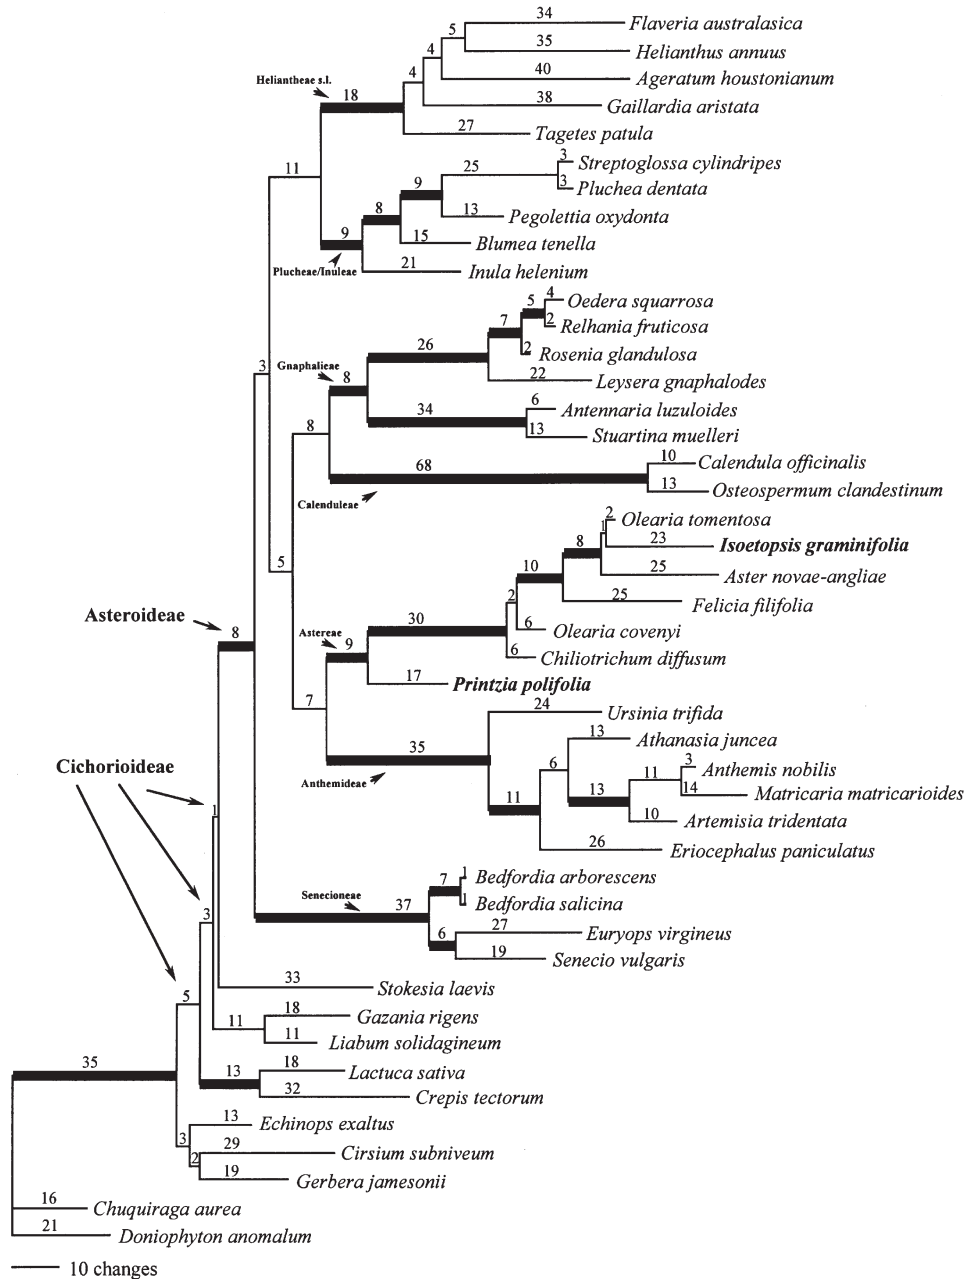 34
Flaveria australasica
5
35
Helianthus annuus
4
40
Ageratum houstonianum
4
Heliantheae s.l.
18
38
Gaillardia aristata
27
Tagetes patula
11
3
Streptoglossa cylindripes
25
3
Pluchea dentata
9
13
Pegolettia oxydonta
8
15
Blumea tenella
9
Plucheae/Inuleae
21
Inula helenium
4
Oedera squarrosa
5
2
Relhania fruticosa
7
2
Rosenia glandulosa
26
Gnaphalieae
8
22
Leysera gnaphalodes
3
6
Antennaria luzuloides
34
13
Stuartina muelleri
8
10
Calendula officinalis
68
13
Osteospermum clandestinum
Calenduleae
2
Olearia tomentosa
1
23
Isoetopsis graminifolia
8
25
Aster novae-angliae
5
10
25
Felicia filifolia
2
6
Olearia covenyi
30
6
Chiliotrichum diffusum
Astereae
9
17
Printzia polifolia
Asteroideae
8
7
24
Ursinia trifida
13
Athanasia juncea
35
6
3
Anthemis nobilis
11
14
Matricaria matricarioides
Anthemideae
13
10
Artemisia tridentata
11
26
Eriocephalus paniculatus
Cichorioideae
1
1
Bedfordia arborescens
7
1
Bedfordia salicina
Senecioneae
37
27
Euryops virgineus
6
19
Senecio vulgaris
3
33
Stokesia laevis
5
18
Gazania rigens
11
11
Liabum solidagineum
35
18
Lactuca sativa
13
32
Crepis tectorum
13
Echinops exaltus
3
29
Cirsium subniveum
2
19
Gerbera jamesonii
16
Chuquiraga aurea
21
Doniophyton anomalum
10 changes